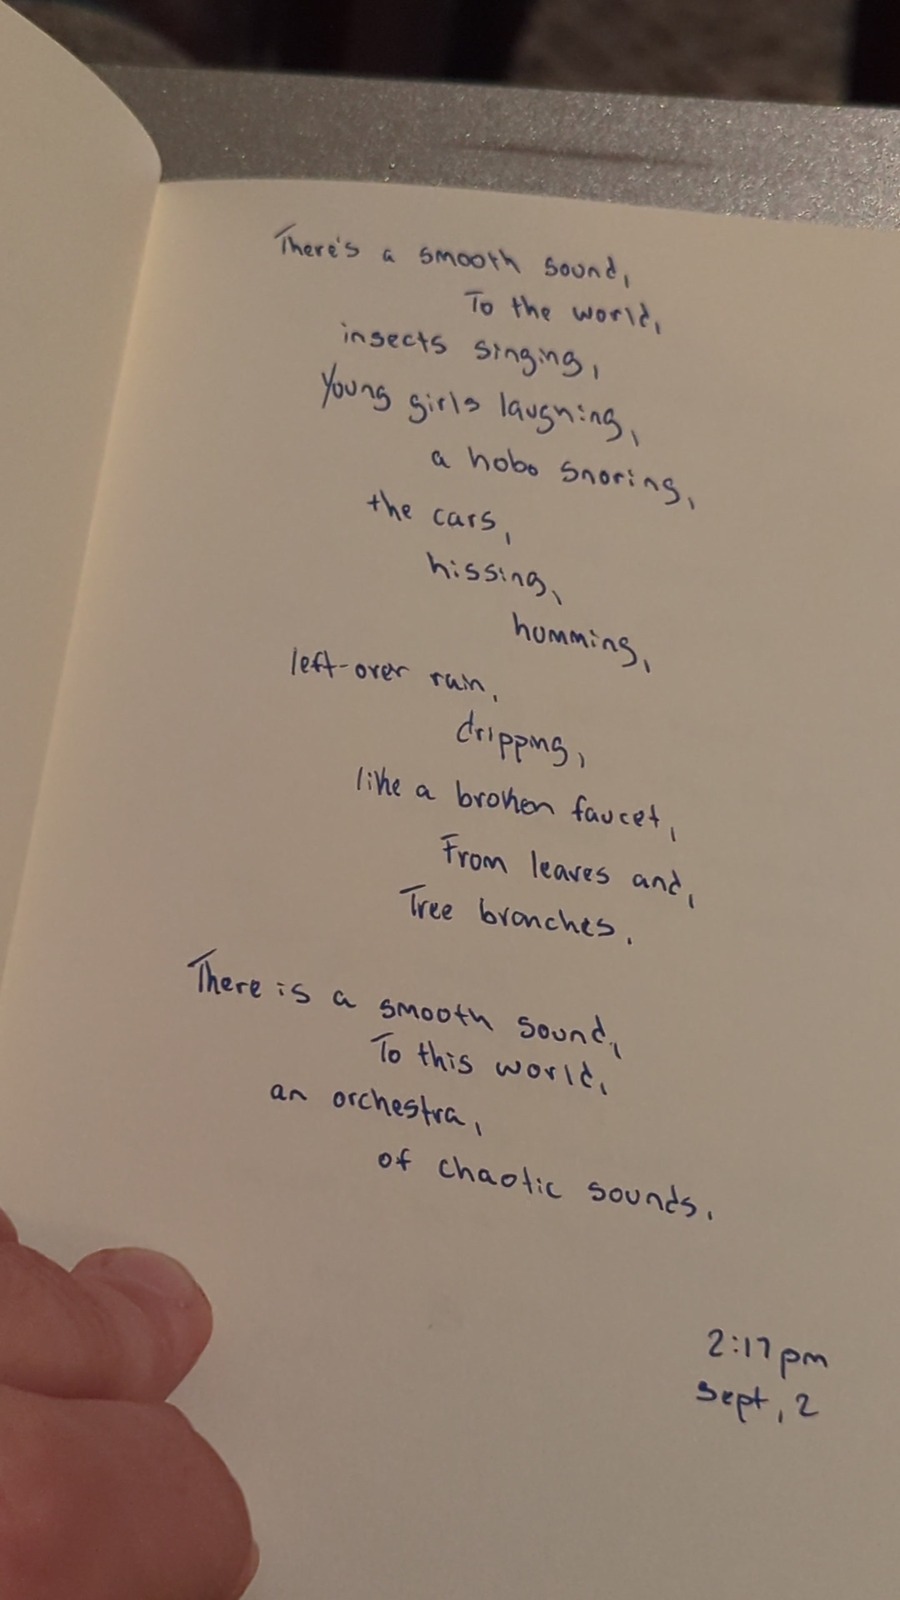 There's a smooth sound,
To the world,
insects singing,
Young girls laughing,
a hobo snoring,
the cars,
hissing,
humming,
left-over rain,
dripping,
like a broken faucet,
From leaves and,
Tree branches.
There is a smooth sound,
To this world,
an orchestra,
of chaotic sounds.
2:17 pm
Sept, 2